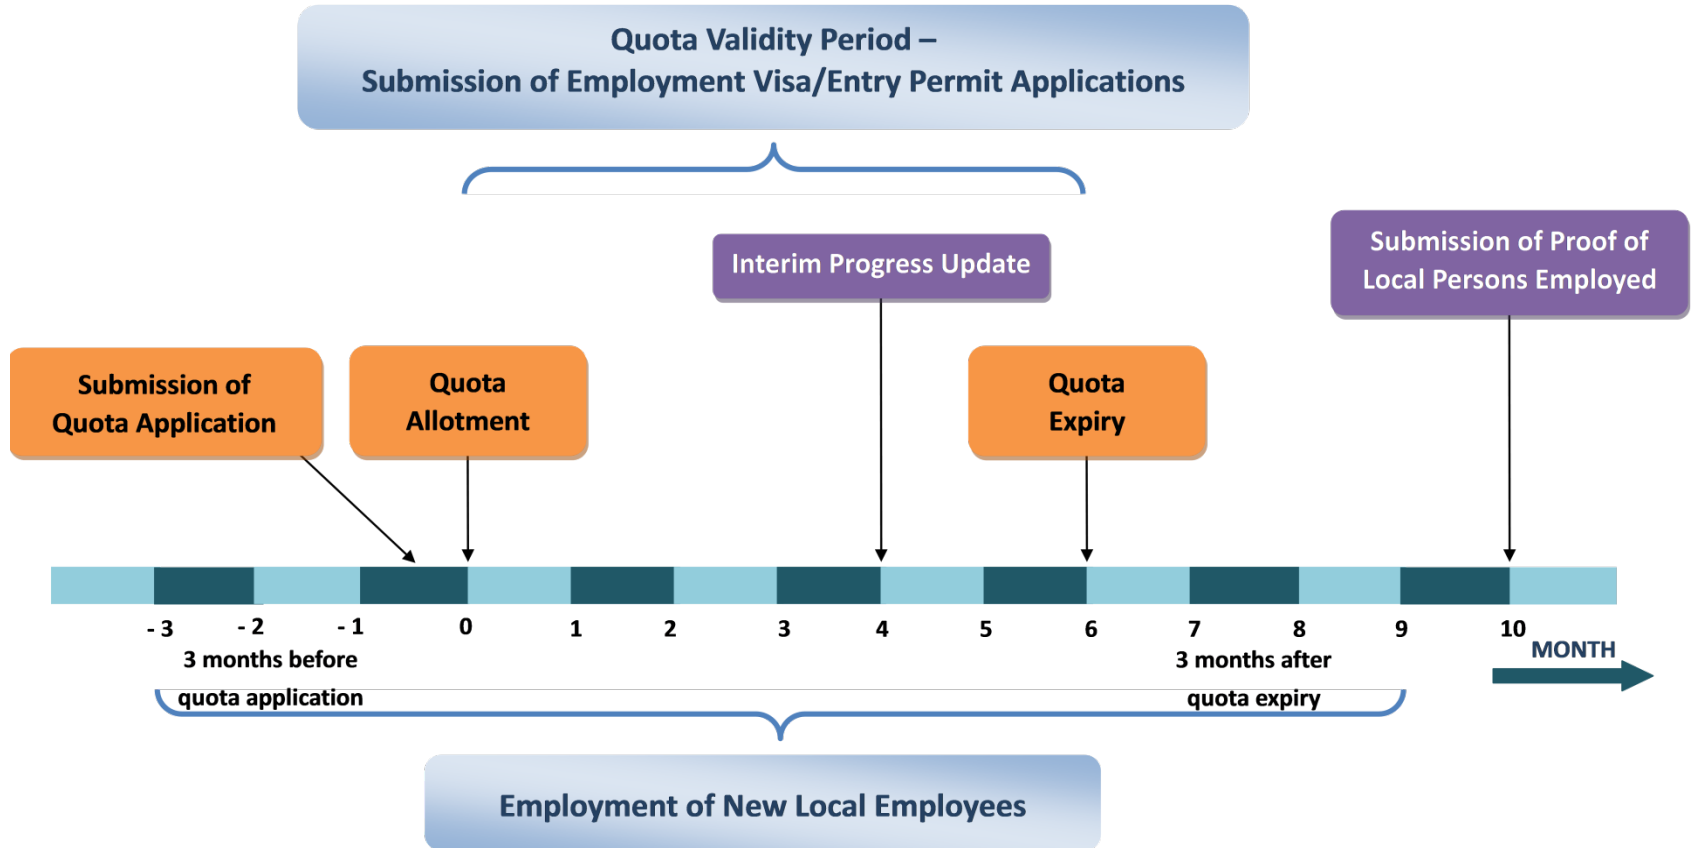 Quota Validity Period –
Submission of Employment Visa/Entry Permit Applications
Interim Progress Update
Submission of Proof of
Local Persons Employed
Submission of
Quota Application
Quota
Allotment
Quota
Expiry
- 3 - 2 - 1 0 1 2 3 4 5 6 7 8 9 10
MONTH
3 months before
quota application
3 months after
quota expiry
Employment of New Local Employees